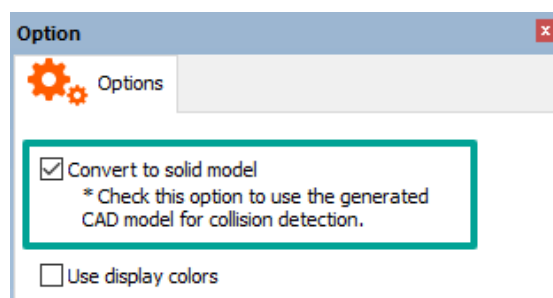 Option
Options
Convert to solid model
* Check this option to use the generated
CAD model for collision detection.
Use display colors